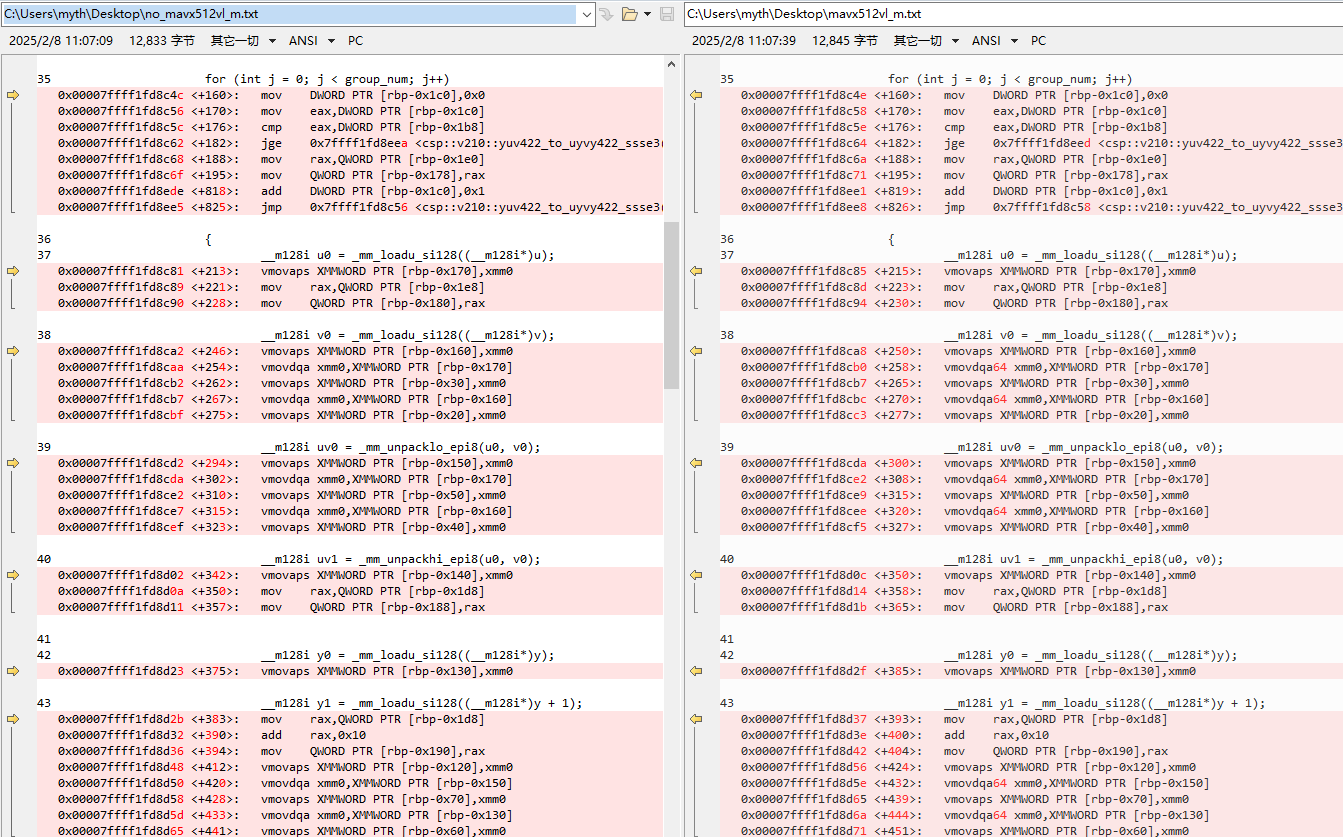 C:\Users\myth\Desktop\no_mavx512vl_m.txt
2025/2/8 11:07:09 12,833 字节 其它一切 ANSI PC
35 for (int j = 0; j < group_num; j++)
0x00007ffff1fd8c4c <+160>: mov DWORD PTR [rbp-0x1c0],0x0
0x00007ffff1fd8c56 <+170>: mov eax,DWORD PTR [rbp-0x1c0]
0x00007ffff1fd8c5c <+176>: cmp eax,DWORD PTR [rbp-0x1b8]
0x00007ffff1fd8c62 <+182>: jge 0x7ffff1fd8eea <csp::v210::yuv422_to_uyvy422_ssse3(
0x00007ffff1fd8c68 <+188>: mov rax,QWORD PTR [rbp-0x1e0]
0x00007ffff1fd8c6f <+195>: mov QWORD PTR [rbp-0x178],rax
0x00007ffff1fd8ede <+818>: add DWORD PTR [rbp-0x1c0],0x1
0x00007ffff1fd8ee5 <+825>: jmp 0x7ffff1fd8c56 <csp::v210::yuv422_to_uyvy422_ssse3(
36 {
37 __m128i u0 = _mm_loadu_si128((__m128i*)u);
0x00007ffff1fd8c81 <+213>: vmovaps XMMWORD PTR [rbp-0x170],xmm0
0x00007ffff1fd8c89 <+221>: mov rax,QWORD PTR [rbp-0x1e8]
0x00007ffff1fd8c90 <+228>: mov QWORD PTR [rbp-0x180],rax
38 __m128i v0 = _mm_loadu_si128((__m128i*)v);
0x00007ffff1fd8ca2 <+246>: vmovaps XMMWORD PTR [rbp-0x160],xmm0
0x00007ffff1fd8caa <+254>: vmovdqa xmm0,XMMWORD PTR [rbp-0x170]
0x00007ffff1fd8cb2 <+262>: vmovaps XMMWORD PTR [rbp-0x30],xmm0
0x00007ffff1fd8cb7 <+267>: vmovdqa xmm0,XMMWORD PTR [rbp-0x160]
0x00007ffff1fd8cbf <+275>: vmovaps XMMWORD PTR [rbp-0x20],xmm0
39 __m128i uv0 = _mm_unpacklo_epi8(u0, v0);
0x00007ffff1fd8cd2 <+294>: vmovaps XMMWORD PTR [rbp-0x150],xmm0
0x00007ffff1fd8cda <+302>: vmovdqa xmm0,XMMWORD PTR [rbp-0x170]
0x00007ffff1fd8ce2 <+310>: vmovaps XMMWORD PTR [rbp-0x50],xmm0
0x00007ffff1fd8ce7 <+315>: vmovdqa xmm0,XMMWORD PTR [rbp-0x160]
0x00007ffff1fd8cef <+323>: vmovaps XMMWORD PTR [rbp-0x40],xmm0
40 __m128i uv1 = _mm_unpackhi_epi8(u0, v0);
0x00007ffff1fd8d02 <+342>: vmovaps XMMWORD PTR [rbp-0x140],xmm0
0x00007ffff1fd8d0a <+350>: mov rax,QWORD PTR [rbp-0x1d8]
0x00007ffff1fd8d11 <+357>: mov QWORD PTR [rbp-0x188],rax
41
42 __m128i y0 = _mm_loadu_si128((__m128i*)y);
0x00007ffff1fd8d23 <+375>: vmovaps XMMWORD PTR [rbp-0x130],xmm0
43 __m128i y1 = _mm_loadu_si128((__m128i*)y + 1);
0x00007ffff1fd8d2b <+383>: mov rax,QWORD PTR [rbp-0x1d8]
0x00007ffff1fd8d32 <+390>: add rax,0x10
0x00007ffff1fd8d36 <+394>: mov QWORD PTR [rbp-0x190],rax
0x00007ffff1fd8d48 <+412>: vmovaps XMMWORD PTR [rbp-0x120],xmm0
0x00007ffff1fd8d50 <+420>: vmovdqa xmm0,XMMWORD PTR [rbp-0x150]
0x00007ffff1fd8d58 <+428>: vmovaps XMMWORD PTR [rbp-0x70],xmm0
0x00007ffff1fd8d5d <+433>: vmovdqa xmm0,XMMWORD PTR [rbp-0x130]
0x00007ffff1fd8d65 <+441>: vmovaps XMMWORD PTR [rbp-0x60],xmm0
C:\Users\myth\Desktop\mavx512vl_m.txt
2025/2/8 11:07:39 12,845 字节 其它一切 ANSI PC
35 for (int j = 0; j < group_num; j++)
0x00007ffff1fd8c4e <+160>: mov DWORD PTR [rbp-0x1c0],0x0
0x00007ffff1fd8c58 <+170>: mov eax,DWORD PTR [rbp-0x1c0]
0x00007ffff1fd8c5e <+176>: cmp eax,DWORD PTR [rbp-0x1b8]
0x00007ffff1fd8c64 <+182>: jge 0x7ffff1fd8eed <csp::v210::yuv422_to_uyvy422_ssse3
0x00007ffff1fd8c6a <+188>: mov rax,QWORD PTR [rbp-0x1e0]
0x00007ffff1fd8c71 <+195>: mov QWORD PTR [rbp-0x178],rax
0x00007ffff1fd8ee1 <+819>: add DWORD PTR [rbp-0x1c0],0x1
0x00007ffff1fd8ee8 <+826>: jmp 0x7ffff1fd8c58 <csp::v210::yuv422_to_uyvy422_ssse3
36 {
37 __m128i u0 = _mm_loadu_si128((__m128i*)u);
0x00007ffff1fd8c85 <+215>: vmovaps XMMWORD PTR [rbp-0x170],xmm0
0x00007ffff1fd8c8d <+223>: mov rax,QWORD PTR [rbp-0x1e8]
0x00007ffff1fd8c94 <+230>: mov QWORD PTR [rbp-0x180],rax
38 __m128i v0 = _mm_loadu_si128((__m128i*)v);
0x00007ffff1fd8ca8 <+250>: vmovaps XMMWORD PTR [rbp-0x160],xmm0
0x00007ffff1fd8cb0 <+258>: vmovdqa64 xmm0,XMMWORD PTR [rbp-0x170]
0x00007ffff1fd8cb7 <+265>: vmovaps XMMWORD PTR [rbp-0x30],xmm0
0x00007ffff1fd8cbc <+270>: vmovdqa64 xmm0,XMMWORD PTR [rbp-0x160]
0x00007ffff1fd8cc3 <+277>: vmovaps XMMWORD PTR [rbp-0x20],xmm0
39 __m128i uv0 = _mm_unpacklo_epi8(u0, v0);
0x00007ffff1fd8cda <+300>: vmovaps XMMWORD PTR [rbp-0x150],xmm0
0x00007ffff1fd8ce2 <+308>: vmovdqa64 xmm0,XMMWORD PTR [rbp-0x170]
0x00007ffff1fd8ce9 <+315>: vmovaps XMMWORD PTR [rbp-0x50],xmm0
0x00007ffff1fd8cee <+320>: vmovdqa64 xmm0,XMMWORD PTR [rbp-0x160]
0x00007ffff1fd8cf5 <+327>: vmovaps XMMWORD PTR [rbp-0x40],xmm0
40 __m128i uv1 = _mm_unpackhi_epi8(u0, v0);
0x00007ffff1fd8d0c <+350>: vmovaps XMMWORD PTR [rbp-0x140],xmm0
0x00007ffff1fd8d14 <+358>: mov rax,QWORD PTR [rbp-0x1d8]
0x00007ffff1fd8d1b <+365>: mov QWORD PTR [rbp-0x188],rax
41
42 __m128i y0 = _mm_loadu_si128((__m128i*)y);
0x00007ffff1fd8d2f <+385>: vmovaps XMMWORD PTR [rbp-0x130],xmm0
43 __m128i y1 = _mm_loadu_si128((__m128i*)y + 1);
0x00007ffff1fd8d37 <+393>: mov rax,QWORD PTR [rbp-0x1d8]
0x00007ffff1fd8d3e <+400>: add rax,0x10
0x00007ffff1fd8d42 <+404>: mov QWORD PTR [rbp-0x190],rax
0x00007ffff1fd8d56 <+424>: vmovaps XMMWORD PTR [rbp-0x120],xmm0
0x00007ffff1fd8d5e <+432>: vmovdqa64 xmm0,XMMWORD PTR [rbp-0x150]
0x00007ffff1fd8d65 <+439>: vmovaps XMMWORD PTR [rbp-0x70],xmm0
0x00007ffff1fd8d6a <+444>: vmovdqa64 xmm0,XMMWORD PTR [rbp-0x130]
0x00007ffff1fd8d71 <+451>: vmovaps XMMWORD PTR [rbp-0x60],xmm0